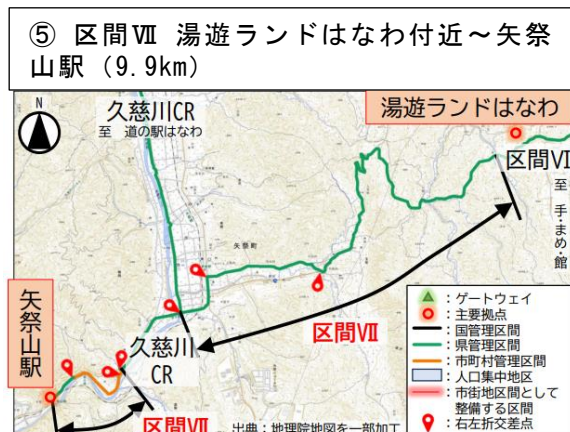 ⑤ 区間Ⅶ 湯遊ランドはなわ付近～矢祭
山駅（9.9km）
N
久慈川CR
至 道の駅はなわ
湯遊ランドはなわ
区間Ⅵ
至 手・まめ・館
矢祭町
区間Ⅶ
矢祭山駅
久慈川
CR
区間Ⅶ
：ゲートウェイ
：主要拠点
：国管理区間
：県管理区間
：市町村管理区間
：人口集中地区
：市街地区間として
整備する区間
：右左折交差点
出典：地理院地図を一部加工